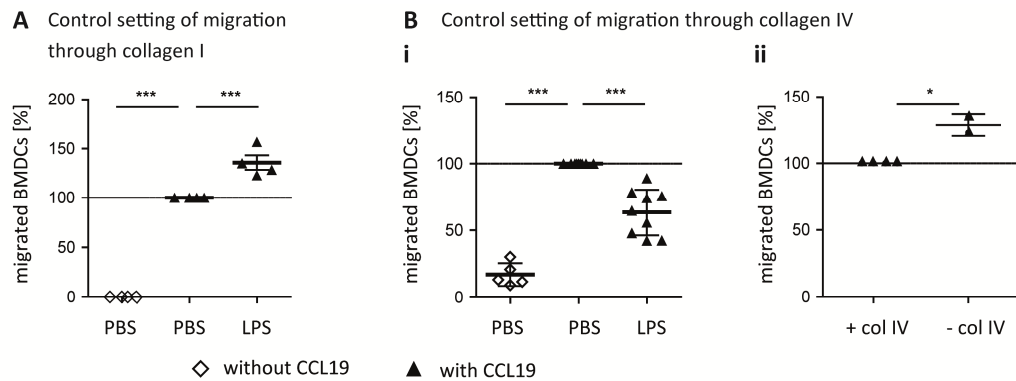 A Control setting of migration
through collagen I
B Control setting of migration through collagen IV
i
ii
migrated BMDCs [%]
200
150
100
50
0
***
***
PBS
PBS
LPS
migrated BMDCs [%]
150
100
50
0
***
***
PBS
PBS
LPS
migrated BMDCs [%]
150
100
50
0
*
+ col IV
- col IV
without CCL19
with CCL19